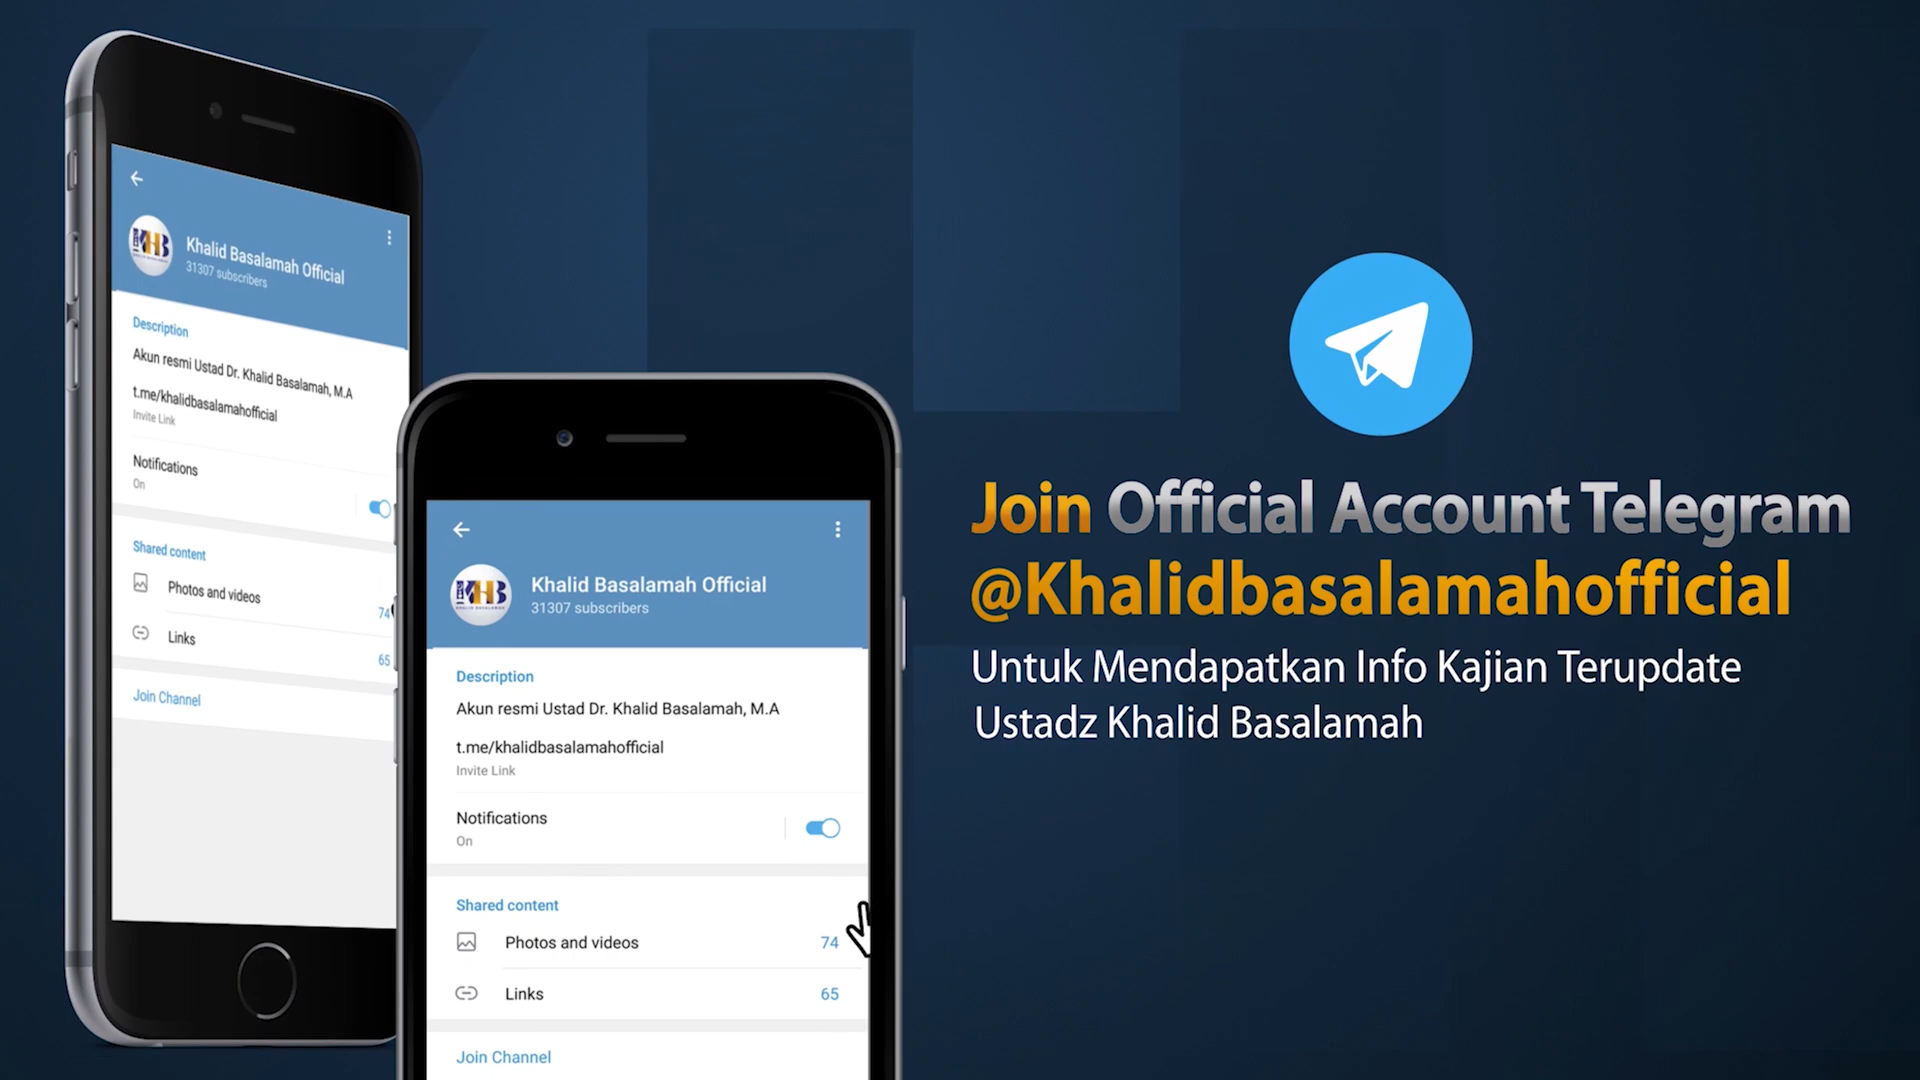 Khalid Basalamah Official
31307 subscribers
Description
Akun resmi Ustad Dr. Khalid Basalamah, M.A
t.me/khalidbasalamahofficial
Invite Link
Notifications
On
Shared content
Photos and videos
74
Links
65
Join Channel
KHB
KHALID BASALAMAH
Khalid Basalamah Official
31307 subscribers
Description
Akun resmi Ustad Dr. Khalid Basalamah, M.A
t.me/khalidbasalamahofficial
Invite Link
Notifications
On
Shared content
Photos and videos 74
Links 65
Join Channel
Join Official Account Telegram
@Khalidbasalamahofficial
Untuk Mendapatkan Info Kajian Terupdate
Ustadz Khalid Basalamah